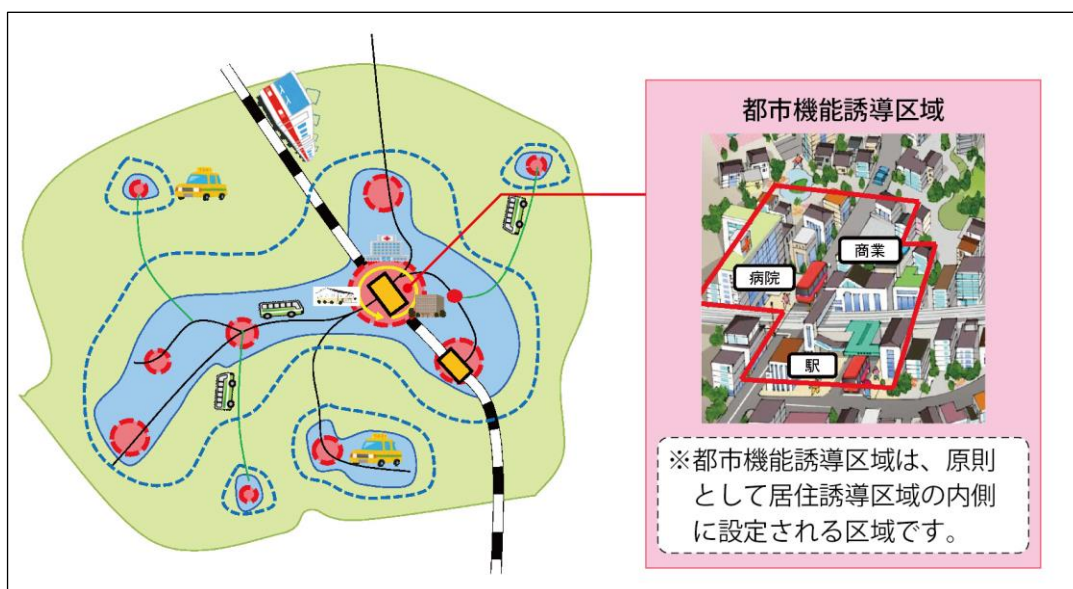 都市機能誘導区域
商業
病院
駅
※都市機能誘導区域は、原則
として居住誘導区域の内側
に設定される区域です。